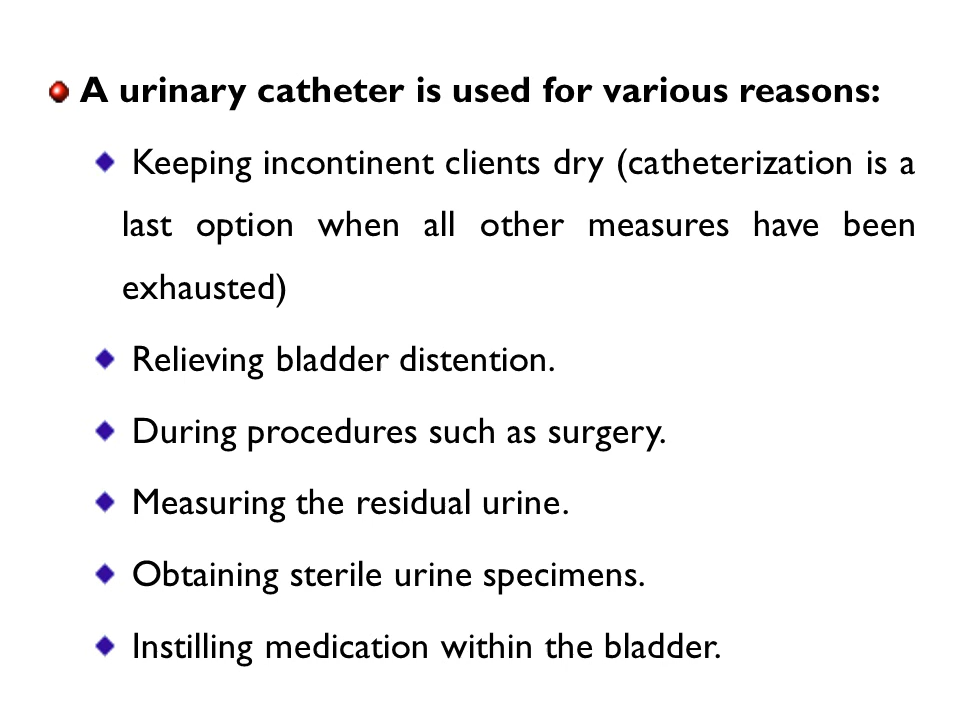 A urinary catheter is used for various reasons:
Keeping incontinent clients dry (catheterization is a
last option when all other measures have been
exhausted)
Relieving bladder distention.
During procedures such as surgery.
Measuring the residual urine.
Obtaining sterile urine specimens.
Instilling medication within the bladder.